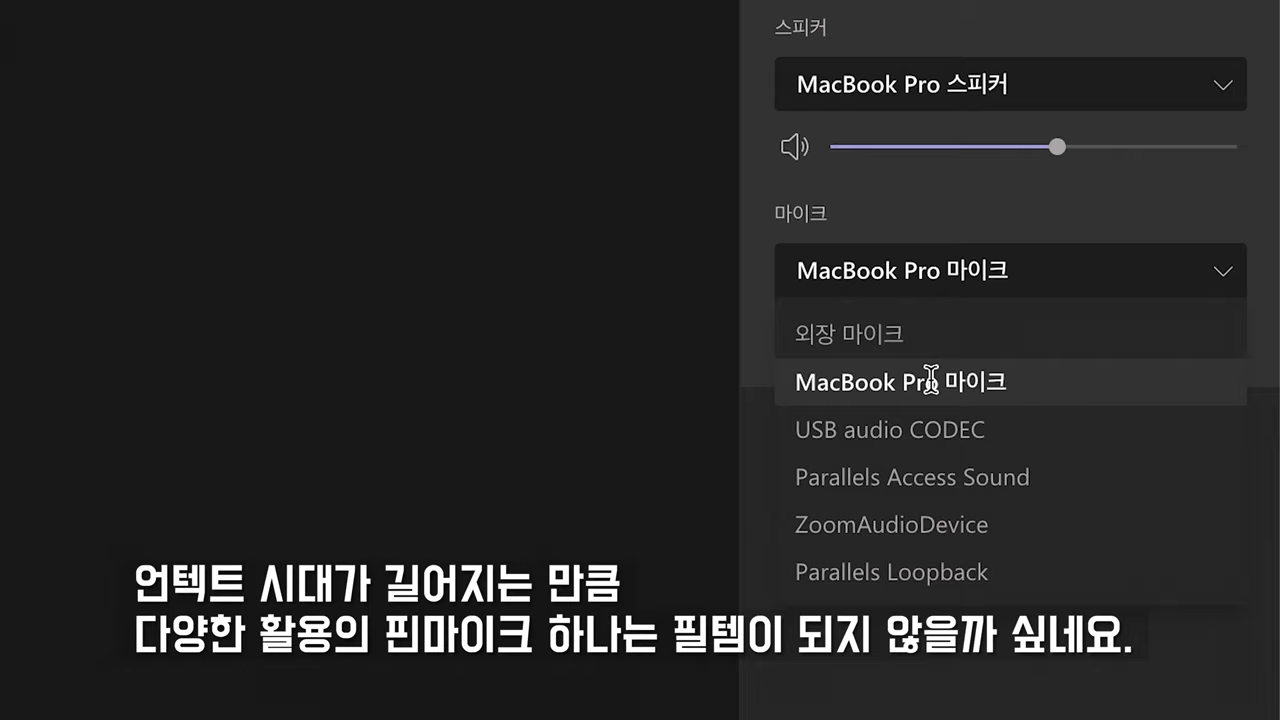 스피커
MacBook Pro 스피커
마이크
MacBook Pro 마이크
외장 마이크
MacBook Pro 마이크
USB audio CODEC
Parallels Access Sound
ZoomAudioDevice
Parallels Loopback
언텍트 시대가 길어지는 만큼
다양한 활용의 핀마이크 하나는 필템이 되지 않을까 싶네요.